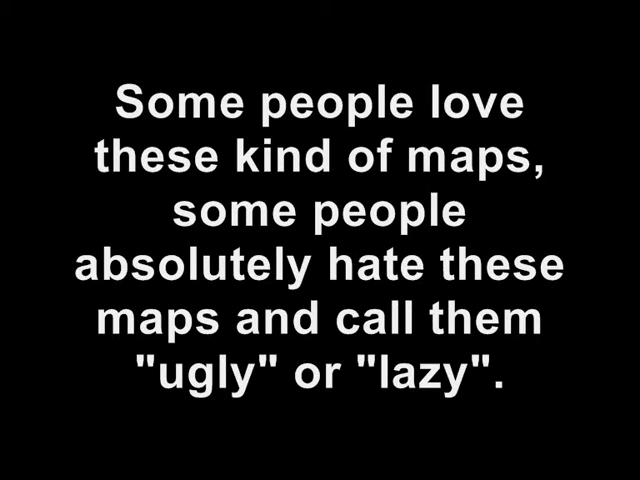 Some people love
these kind of maps,
some people
absolutely hate these
maps and call them
"ugly" or "lazy".